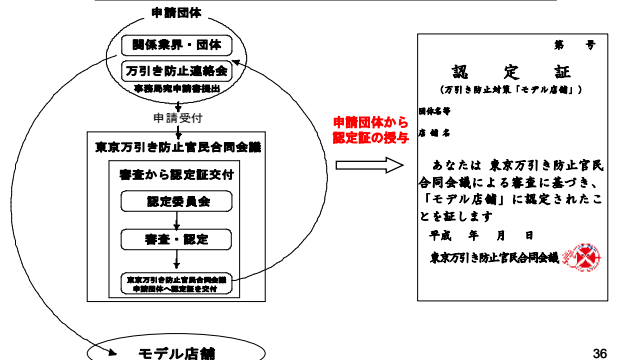 申請団体
関係業界・団体
万引き防止連絡会
事務局宛申請書提出
申請受付
東京万引き防止官民合同会議
審査から認定証交付
認定委員会
審査・認定
東京万引き防止官民合同会議
申請団体へ認定証を交付
モデル店舗
申請団体から
認定証の授与
第　号
認　定　証
(万引き防止対策「モデル店舗」)
団体名等
店舗名
あなたは 東京万引き防止官民
合同会議による審査に基づき、
「モデル店舗」に認定されたこ
とを証します
平成　年　月　日
東京万引き防止官民合同会議
36